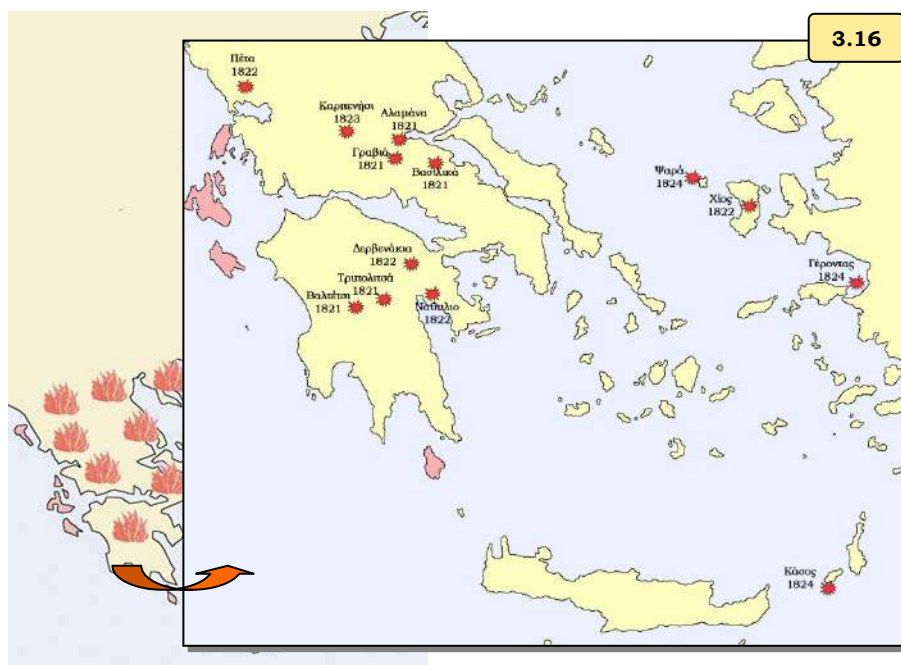 3.16
Πέτα
1822
Καρπενήσι
1823
Αλαμάνα
1821
Γραβιά
1821
Βασιλικά
1821
Ψαρά
1824
Χίος
1822
Δερβενάκια
1822
Γέροντας
1824
Τριπολιτσά
1821
Βαλτέτσι
1821
Ναύπλιο
1822
Κάσος
1824